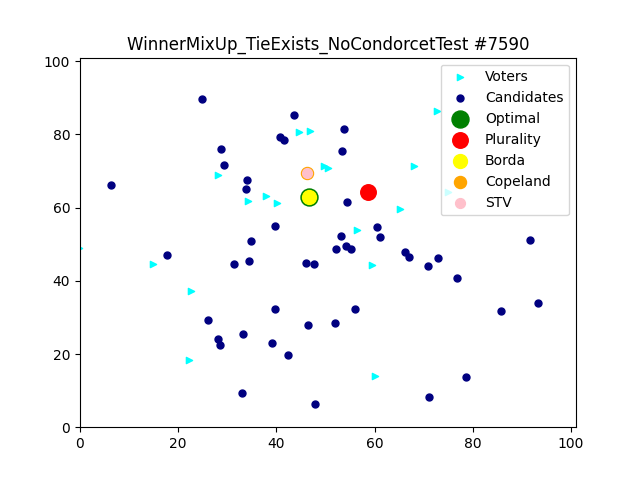 WinnerMixUp_TieExists_NoCondorcetTest #7590
100
80
60
40
20
0
0
20
40
60
80
100
Voters
Candidates
Optimal
Plurality
Borda
Copeland
STV